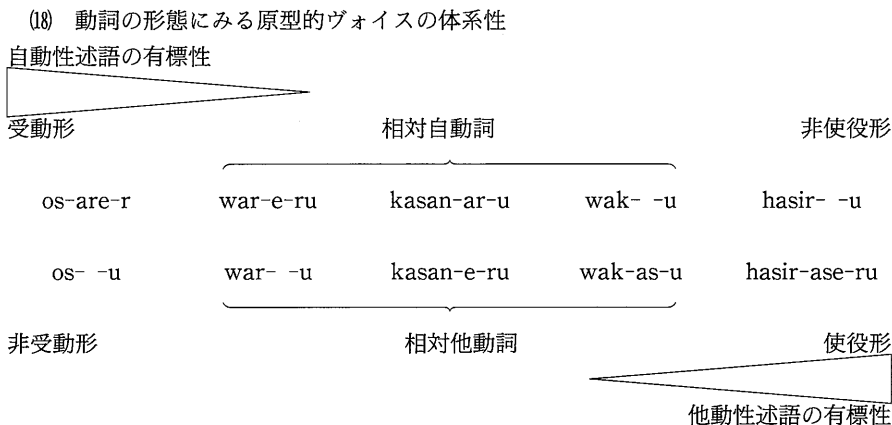 ⒅ 動詞の形態にみる原型的ヴォイスの体系性
自動性述語の有標性
受動形 相対自動詞 非使役形
os-are-r war-e-ru kasan-ar-u wak- -u hasir- -u
os- -u war- -u kasan-e-ru wak-as-u hasir-ase-ru
非受動形 相対他動詞 使役形
他動性述語の有標性